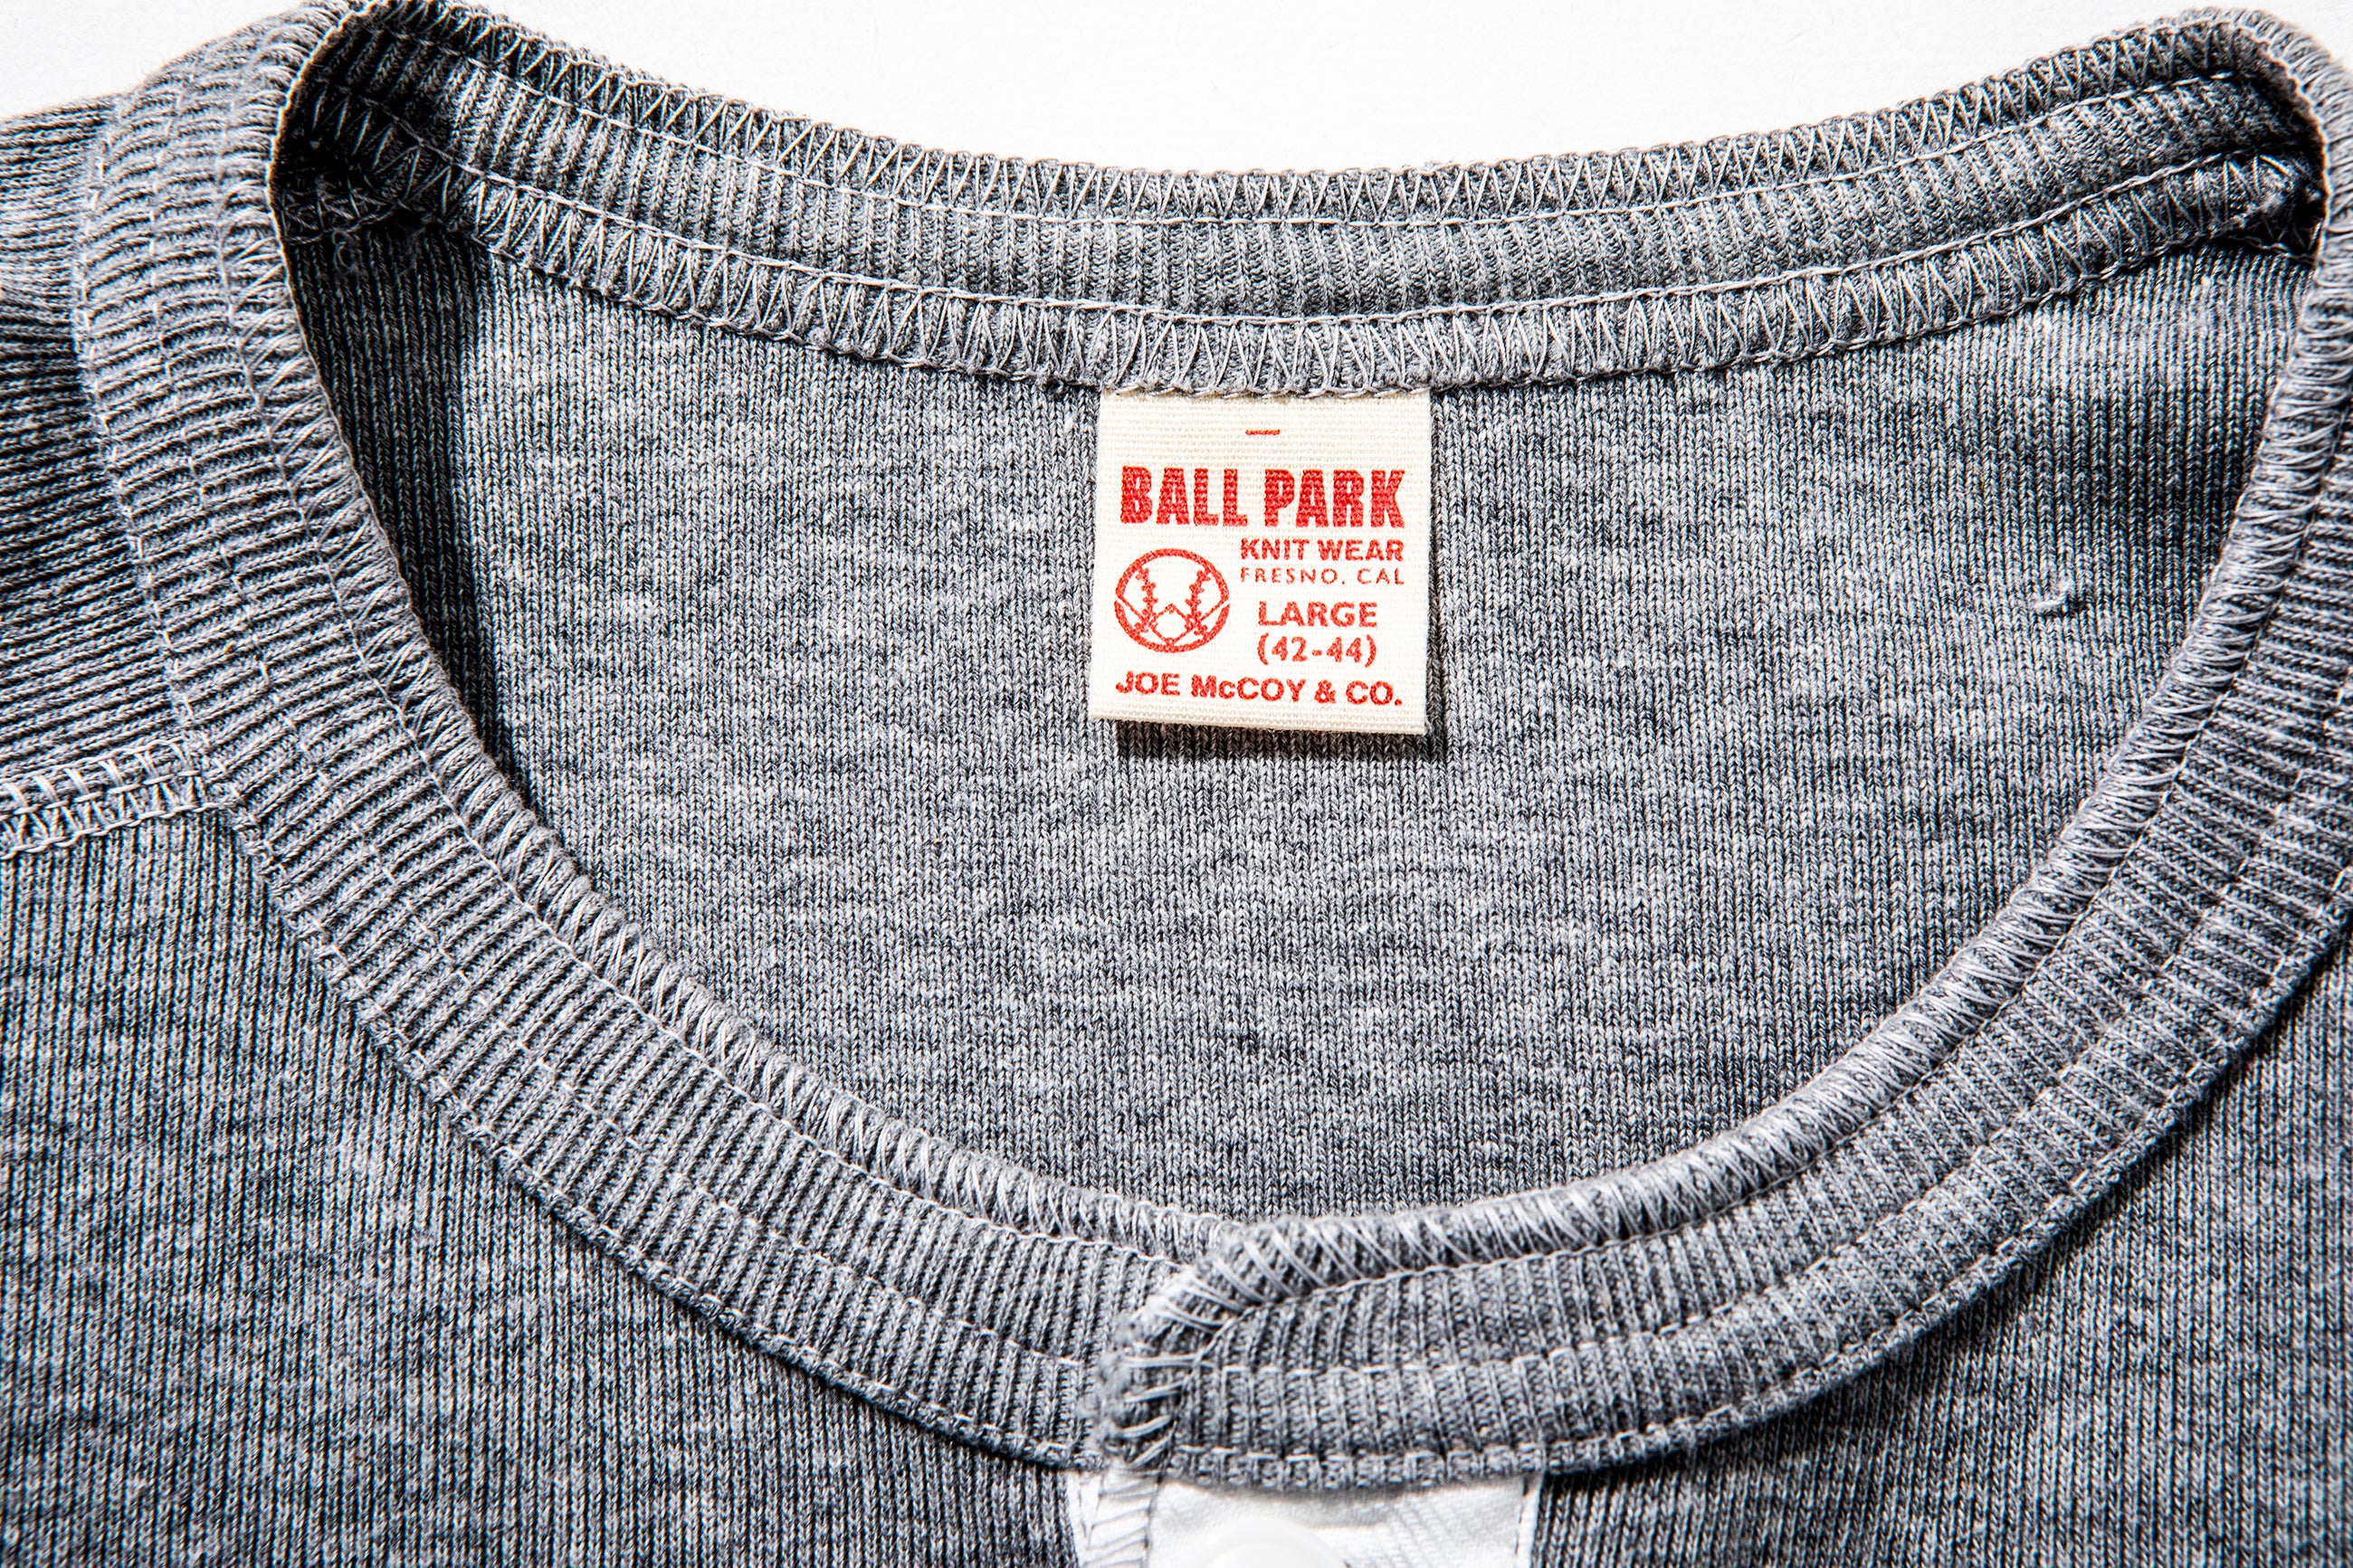 BALL PARK
KNIT WEAR
FRESNO. CAL
LARGE
(42-44)
JOE McCOY & CO.